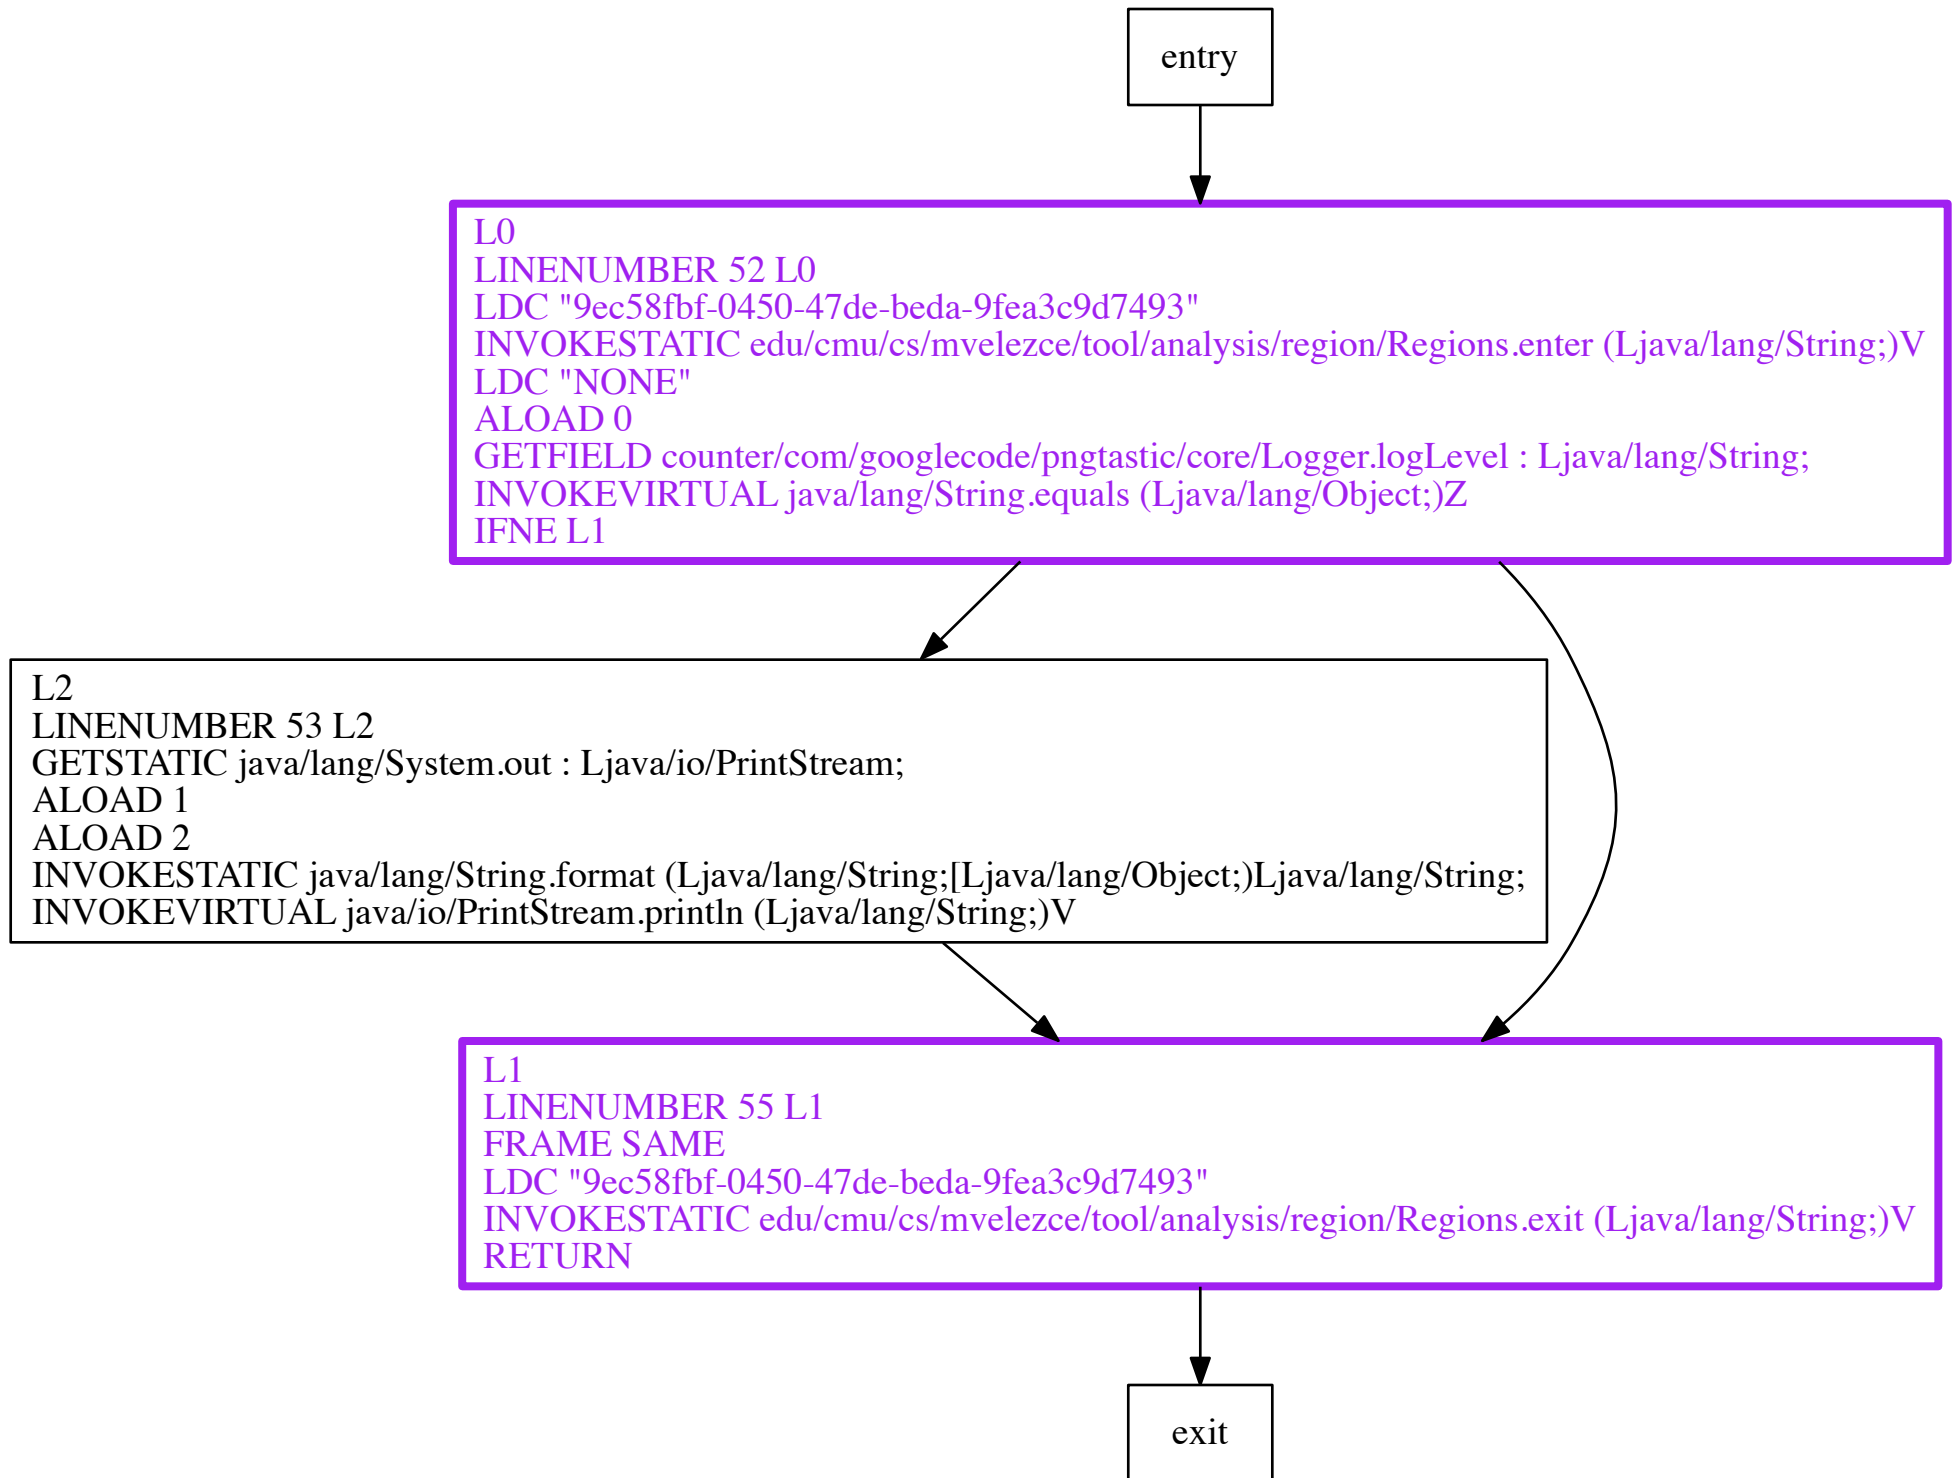 entry
L0
LINENUMBER 52 L0
LDC "9ec58fbf-0450-47de-beda-9fea3c9d7493"
INVOKESTATIC edu/cmu/cs/mvelezce/tool/analysis/region/Regions.enter (Ljava/lang/String;)V
LDC "NONE"
ALOAD 0
GETFIELD counter/com/googlecode/pngtastic/core/Logger.logLevel : Ljava/lang/String;
INVOKEVIRTUAL java/lang/String.equals (Ljava/lang/Object;)Z
IFNE L1
L2
LINENUMBER 53 L2
GETSTATIC java/lang/System.out : Ljava/io/PrintStream;
ALOAD 1
ALOAD 2
INVOKESTATIC java/lang/String.format (Ljava/lang/String;[Ljava/lang/Object;)Ljava/lang/String;
INVOKEVIRTUAL java/io/PrintStream.println (Ljava/lang/String;)V
L1
LINENUMBER 55 L1
FRAME SAME
LDC "9ec58fbf-0450-47de-beda-9fea3c9d7493"
INVOKESTATIC edu/cmu/cs/mvelezce/tool/analysis/region/Regions.exit (Ljava/lang/String;)V
RETURN
exit